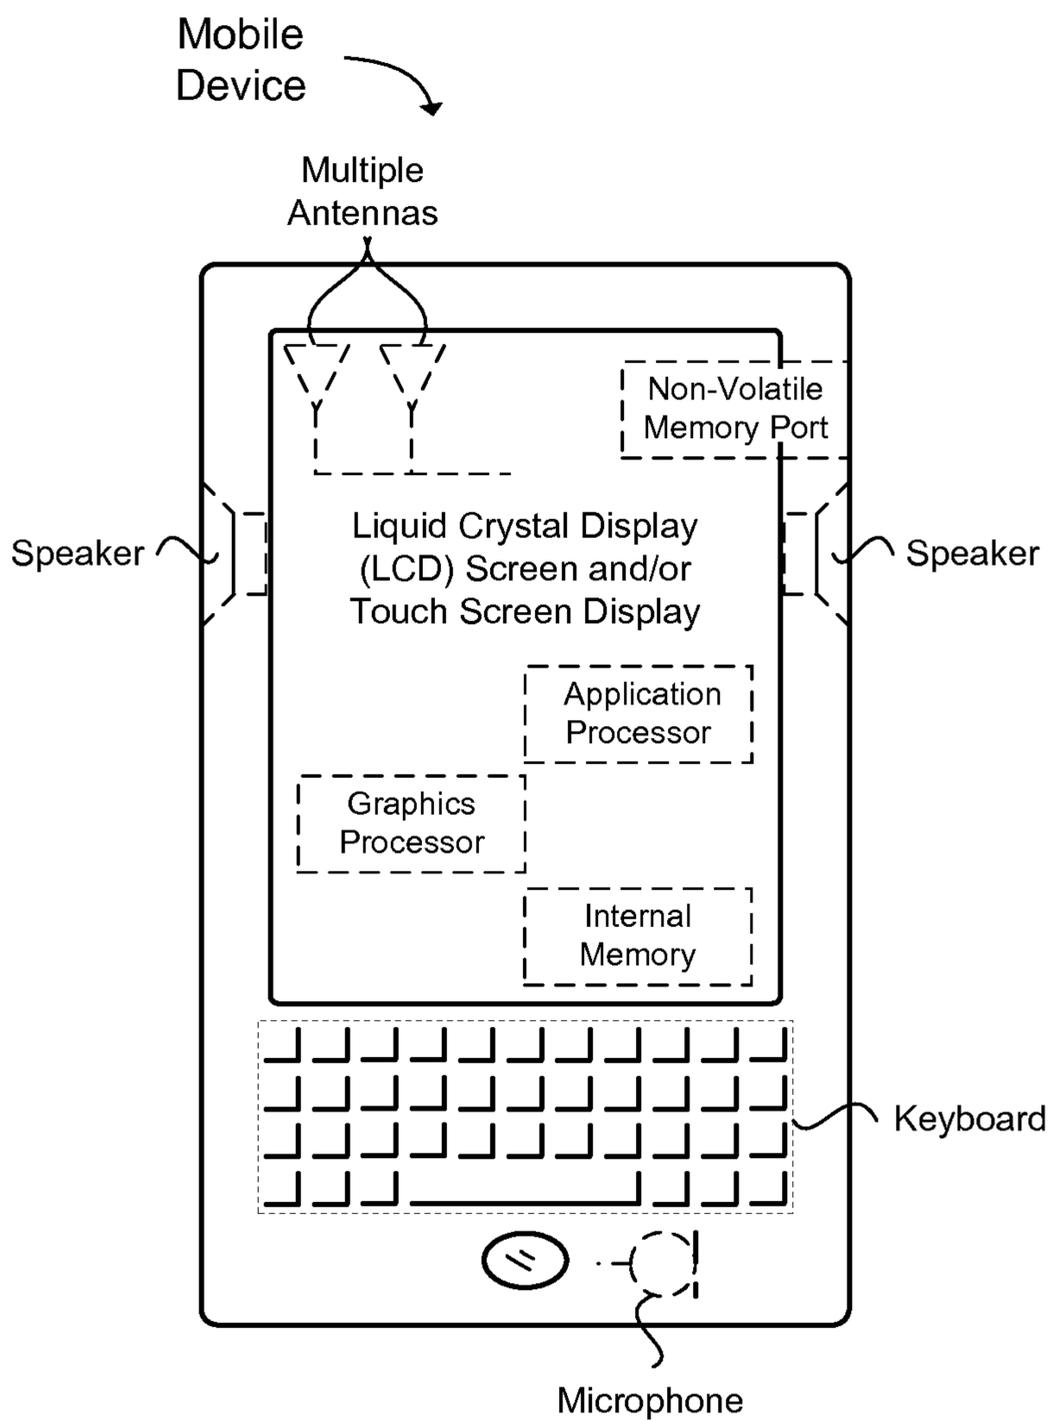 Mobile
Device
Multiple
Antennas
Non-Volatile
Memory Port
Speaker
Liquid Crystal Display
(LCD) Screen and/or
Touch Screen Display
Speaker
Application
Processor
Graphics
Processor
Internal
Memory
Keyboard
Microphone